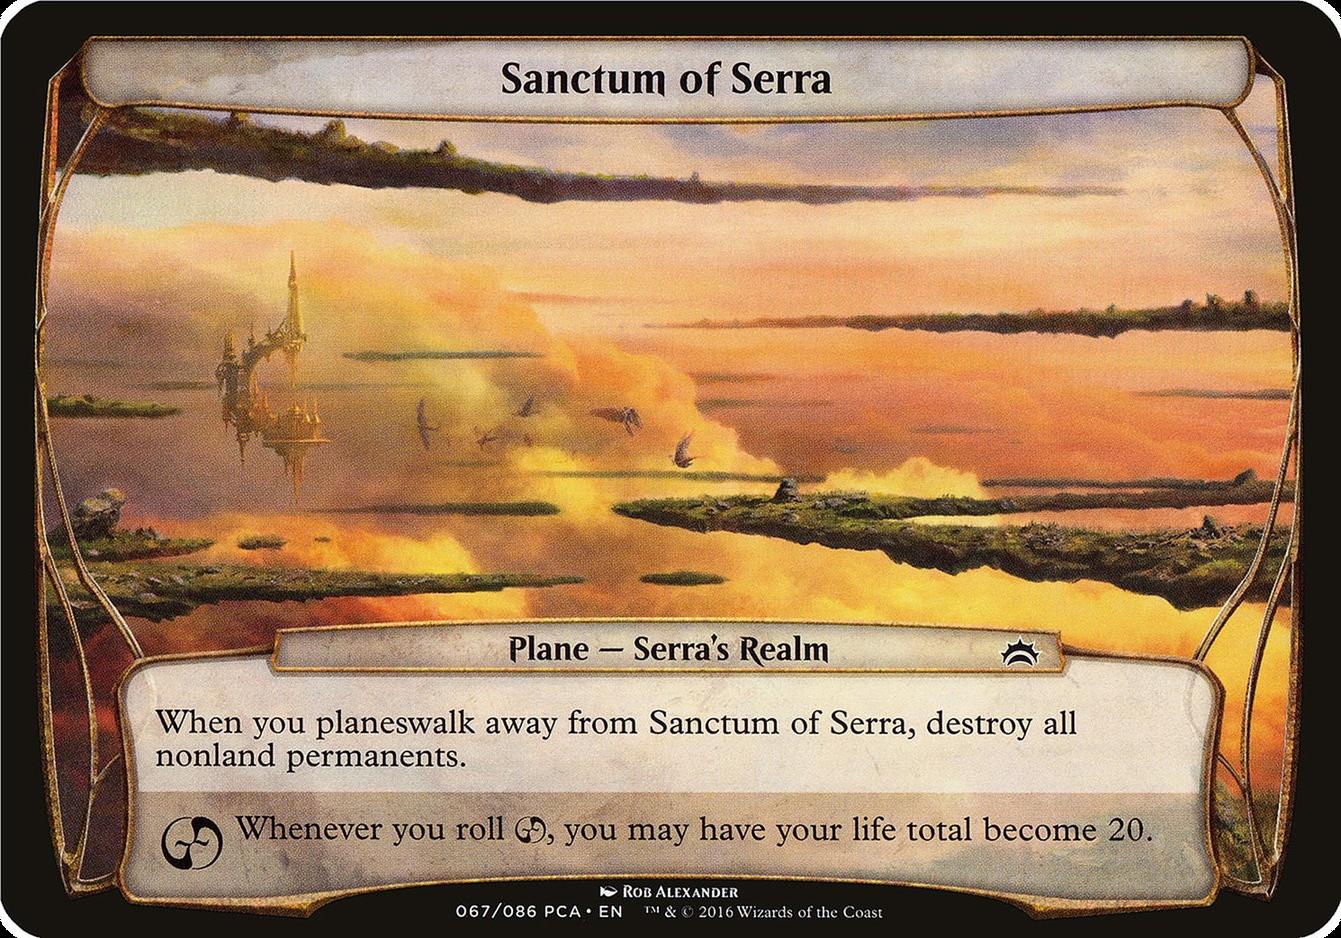 Sanctum of Serra
Plane — Serra's Realm
When you planeswalk away from Sanctum of Serra, destroy all
nonland permanents.
Whenever you roll , you may have your life total become 20.
Rob Alexander
067/086 PCA • EN ™ & © 2016 Wizards of the Coast